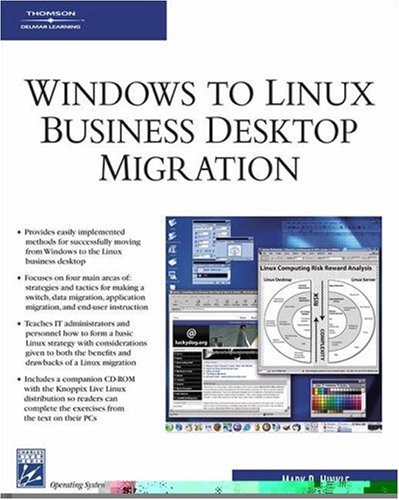 THOMSON
DELMAR LEARNING
WINDOWS TO LINUX
BUSINESS DESKTOP
MIGRATION
• Provides easily implemented
methods for successfully moving
from Windows to the Linux
business desktop
• Focuses on four main areas of:
strategies and tactics for making a
switch, data migration, application
migration, and end-user instruction
• Teaches IT administrators and
personnel how to form a basic
Linux strategy with considerations
given to both the benefits and
drawbacks of a Linux migration
• Includes a companion CD-ROM
with the Knoppix Live Linux
distribution so readers can
complete the exercises from
the text on their PCs
Linux Computing Risk Reward Analysis
Linux Desktop
Linux Server
RISK
COMPLEXITY
@
luckydog.org
Operating System
MARK R. HINKLE